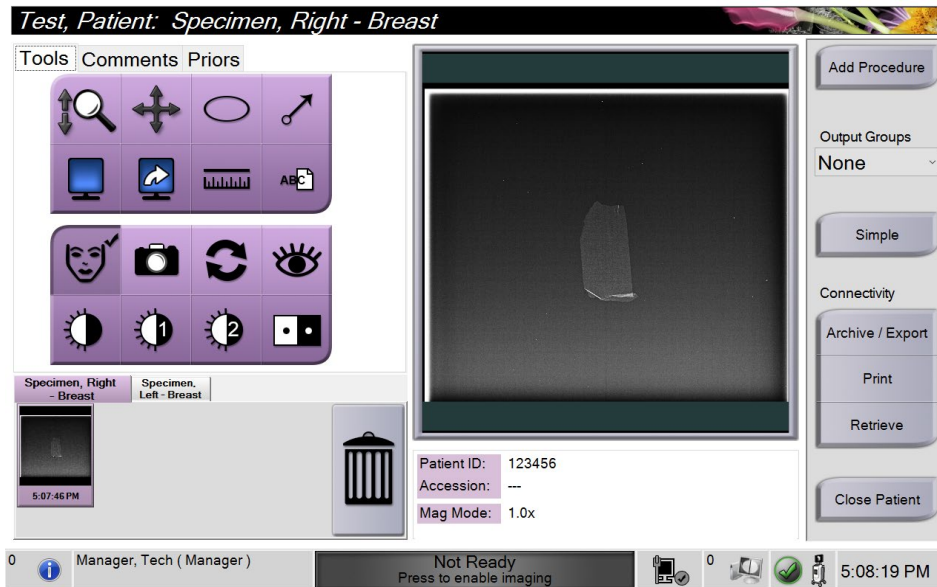 Test, Patient: Specimen, Right - Breast
Tools Comments Priors
ABC
1 2
Specimen, Right
- Breast
Specimen,
Left - Breast
5:07:46 PM
Patient ID: 123456
Accession: ---
Mag Mode: 1.0x
Add Procedure
Output Groups
None
Simple
Connectivity
Archive / Export
Print
Retrieve
Close Patient
0 Manager, Tech ( Manager )
Not Ready
Press to enable imaging
0
5:08:19 PM